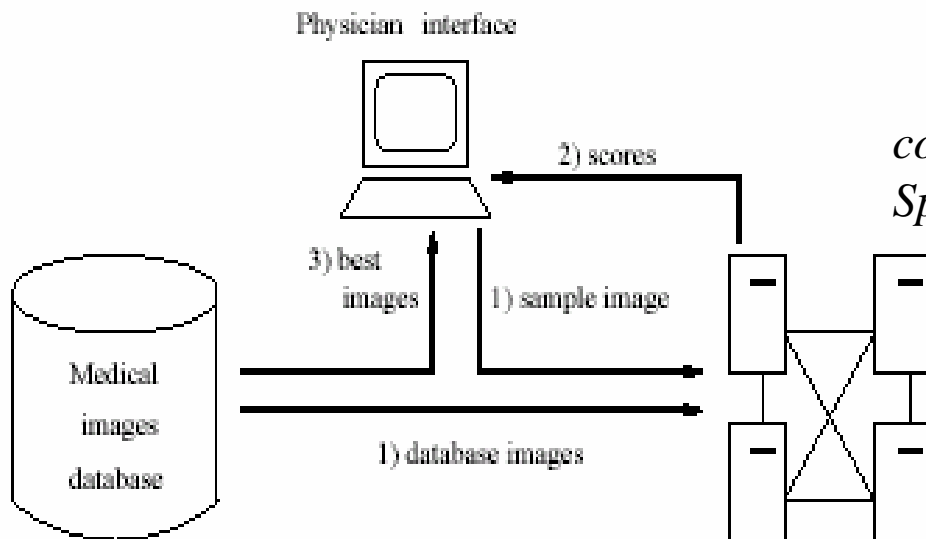 Physician interface
2) scores
3) best
images
1) sample image
Medical
images
database
1) database images